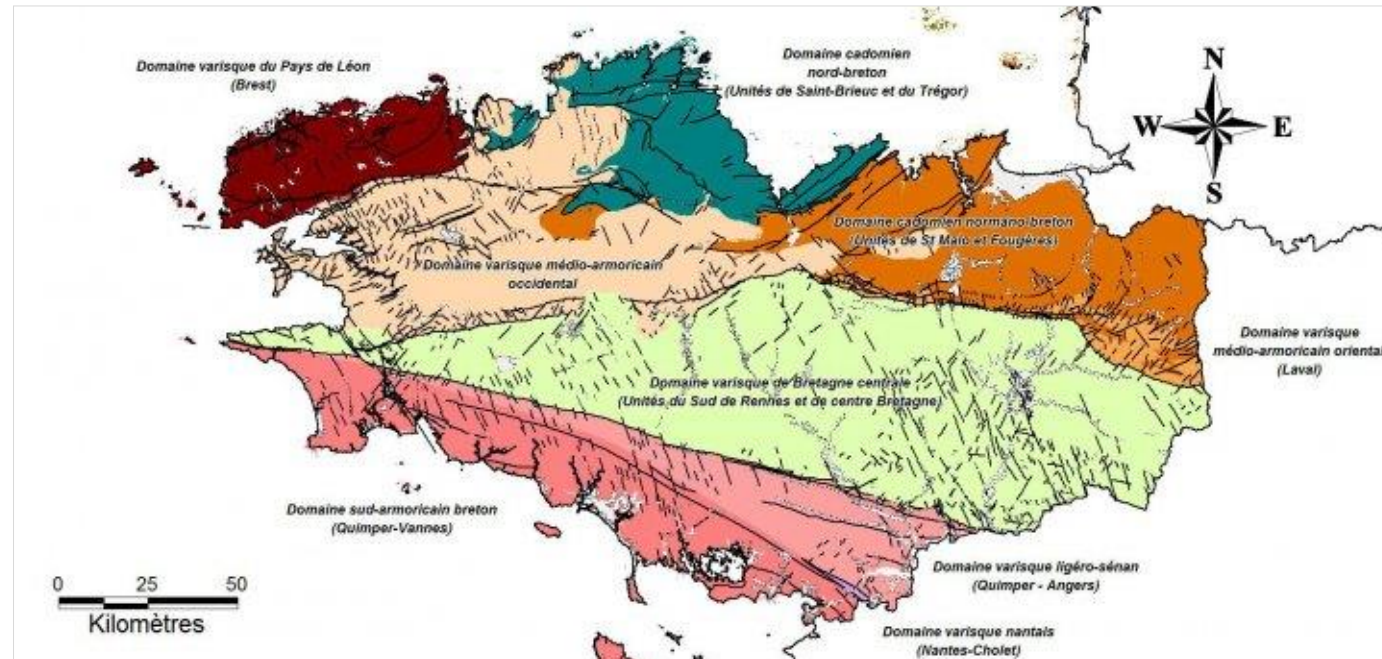 Domaine varisque du Pays de Léon
(Brest)
Domaine cadomien
nord-breton
(Unités de Saint-Brieuc et du Trégor)
N
W
E
S
Domaine cadomien normano-breton
(Unités de St Malo et Fougères)
Domaine varisque médio-armoricain
occidental
Domaine varisque
médio-armoricain oriental
(Laval)
Domaine varisque de Bretagne centrale
(Unités du Sud de Rennes et de centre Bretagne)
Domaine sud-armoricain breton
(Quimper-Vannes)
Domaine varisque ligéro-sénan
(Quimper - Angers)
0 25 50
Kilomètres
Domaine varisque nantais
(Nantes-Cholet)